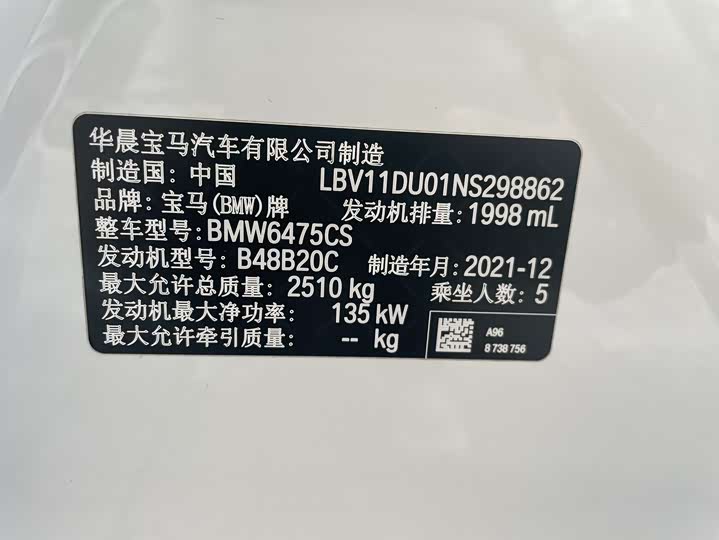 华晨宝马汽车有限公司制造
制造国: 中国 LBV11DU01NS298862
品牌: 宝马(BMW)牌 发动机排量: 1998 mL
整车型号: BMW6475CS
发动机型号: B48B20C 制造年月: 2021-12
最大允许总质量: 2510 kg 乘坐人数: 5
发动机最大净功率: 135 kW
最大允许牵引质量: -- kg
A96
8 738 756